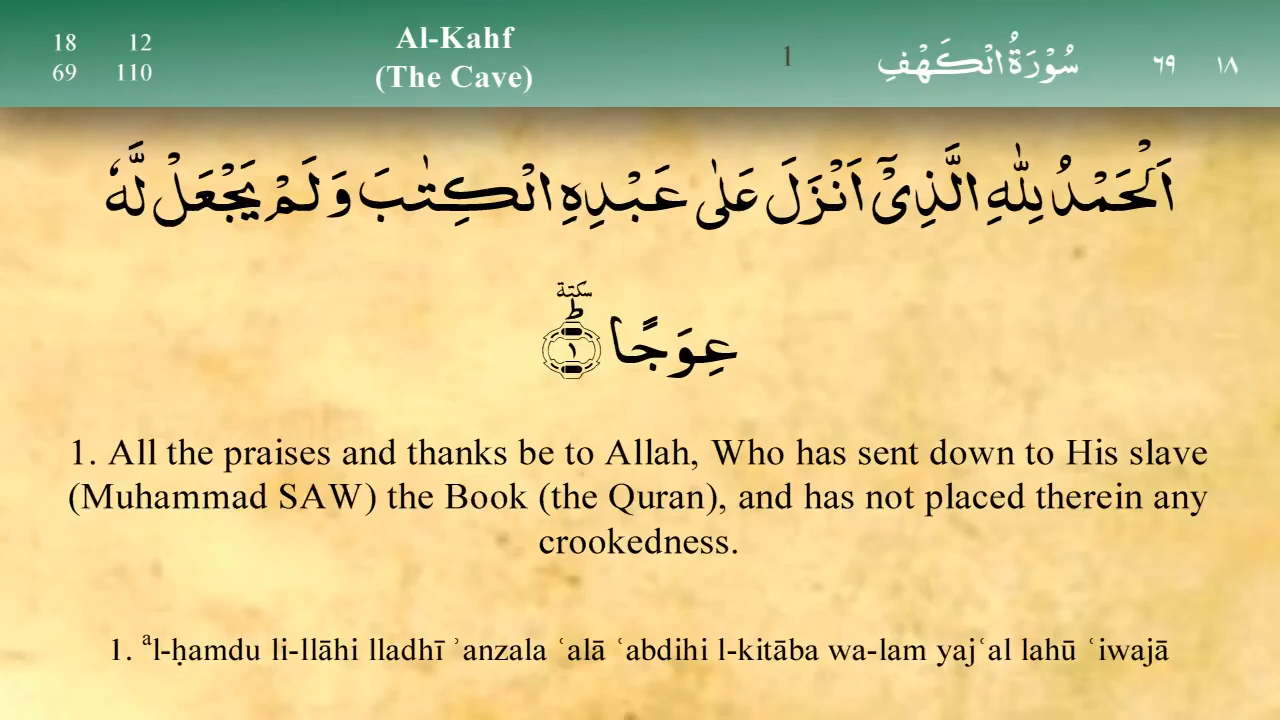 18 12
69 110
Al-Kahf
(The Cave)
1
سُوْرَةُ الْكَهْفِ
٦٩ ١٨
اَلْحَمْدُ لِلّٰهِ الَّذِیْۤ اَنْزَلَ عَلٰی عَبْدِهِ الْكِتٰبَ وَ لَمْ یَجْعَلْ لَّهٗ
عِوَجًا ؕ سكتة ١
1. All the praises and thanks be to Allah, Who has sent down to His slave
(Muhammad SAW) the Book (the Quran), and has not placed therein any
crookedness.
1. ᵃl-ḥamdu li-llāhi lladhī ʾanzala ʿalā ʿabdihi l-kitāba wa-lam yajʿal lahū ʿiwajā